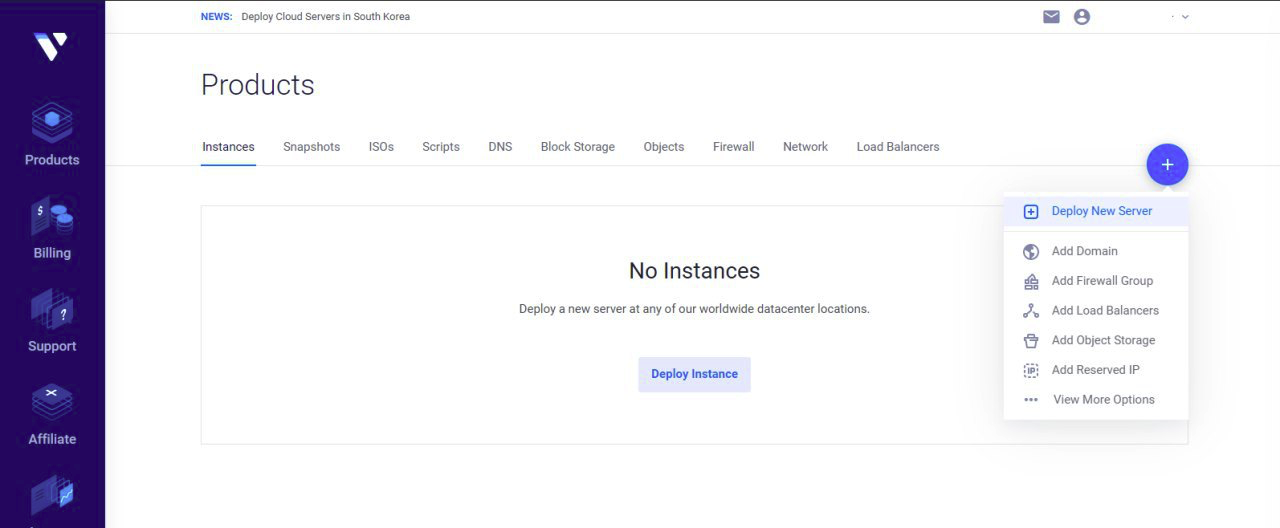 NEWS: Deploy Cloud Servers in South Korea
Products
Billing
Support
Affiliate
Products
Instances Snapshots ISOs Scripts DNS Block Storage Objects Firewall Network Load Balancers
No Instances
Deploy a new server at any of our worldwide datacenter locations.
Deploy Instance
Deploy New Server
Add Domain
Add Firewall Group
Add Load Balancers
Add Object Storage
IP Add Reserved IP
View More Options